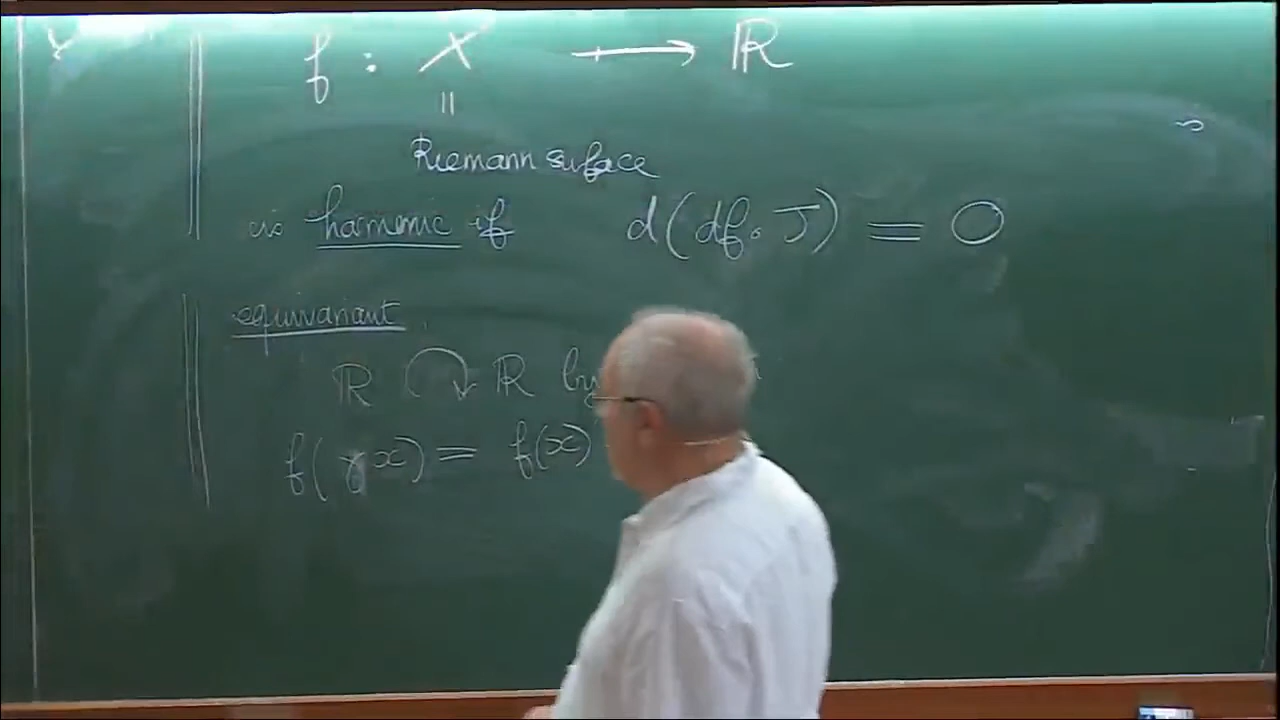 f : X ⟶ ℝ
=
Riemann surface
is harmonic if d(df∘J) = 0
equivariant
ℝ ↷ ℝ by
f(γx) = f(x)